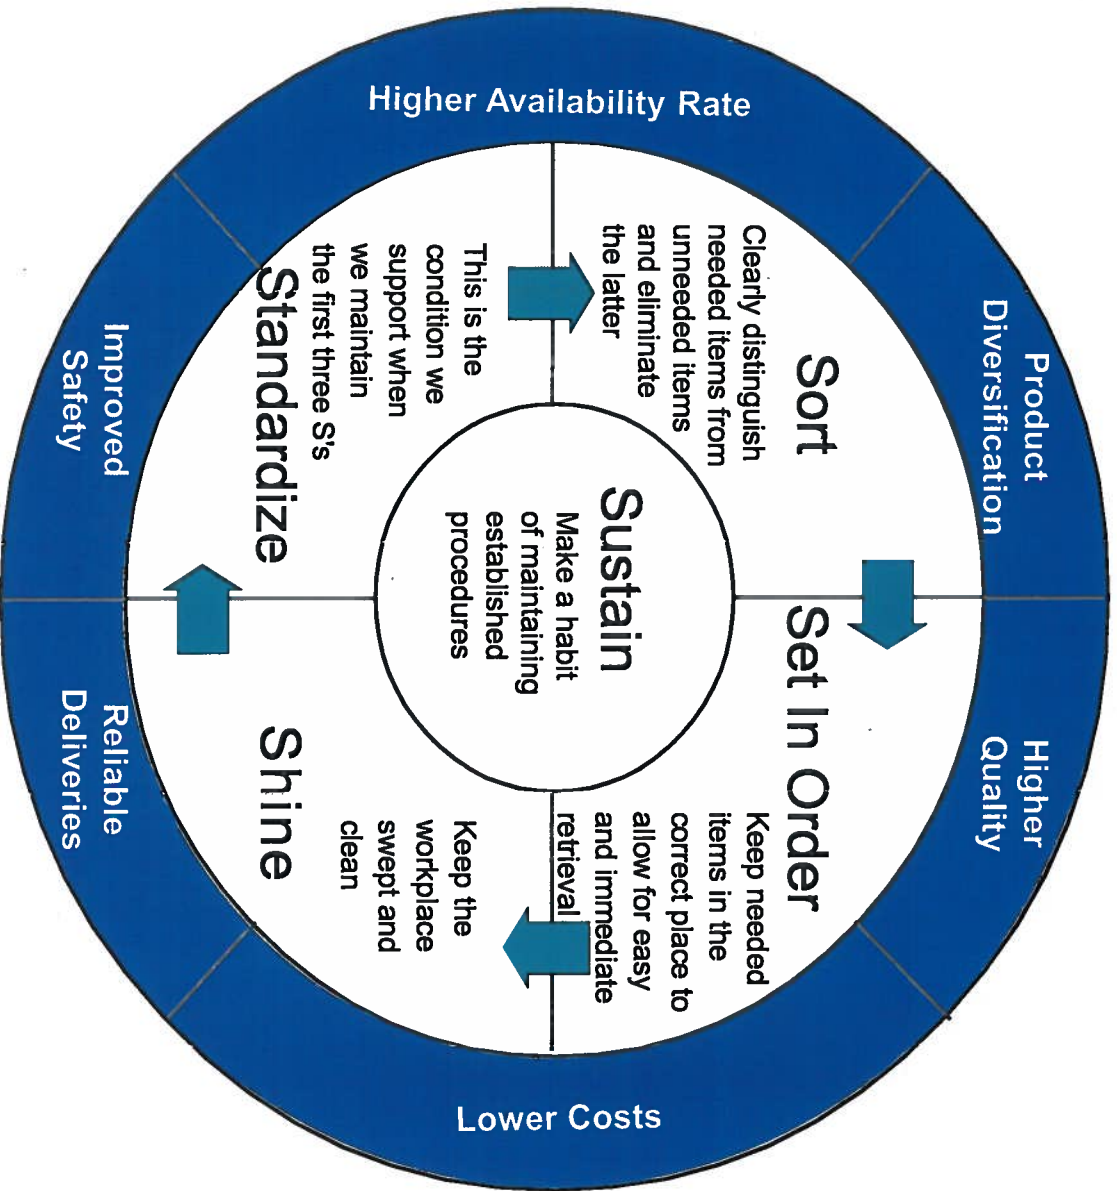 Product
Diversification
Higher
Quality
Higher Availability Rate
Sort
Clearly distinguish
needed items from
unneeded items
and eliminate
the latter
Set In Order
Keep needed
items in the
correct place to
allow for easy
and immediate
retrieval
Sustain
Make a habit
of maintaining
established
procedures
This is the
condition we
support when
we maintain
the first three S's
Standardize
Keep the
workplace
swept and
clean
Shine
Lower Costs
Improved
Safety
Reliable
Deliveries